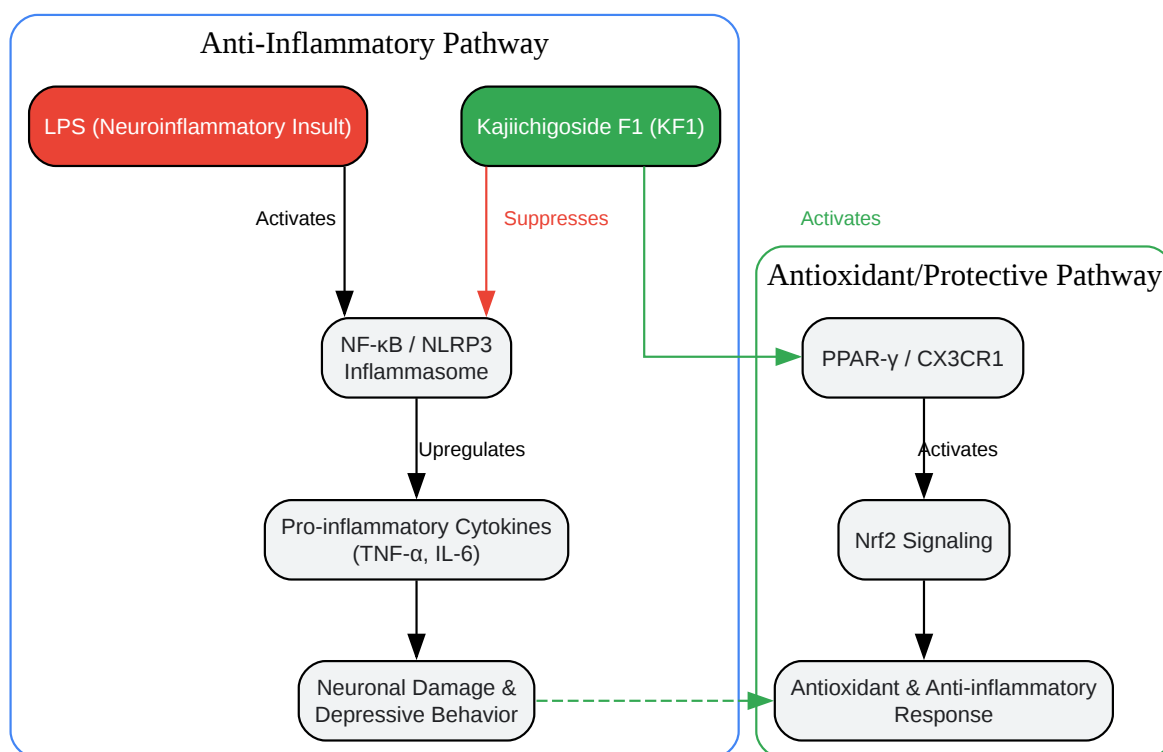 Anti-Inflammatory Pathway
LPS (Neuroinflammatory Insult)
Kajiichigoside F1 (KF1)
Activates
Suppresses
Activates
Antioxidant/Protective Pathway
NF-κB / NLRP3
Inflammasome
PPAR-γ / CX3CR1
Upregulates
Activates
Pro-inflammatory Cytokines
(TNF-α, IL-6)
Nrf2 Signaling
Neuronal Damage &
Depressive Behavior
Antioxidant & Anti-inflammatory
Response